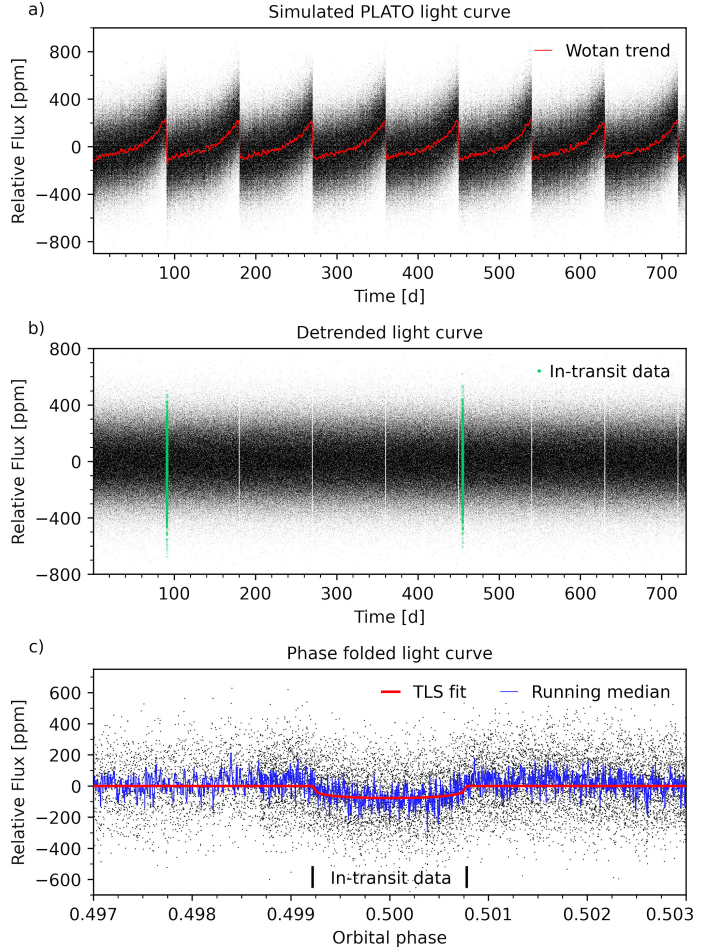 a)
Simulated PLATO light curve
Wotan trend
800
400
0
−400
−800
Relative Flux [ppm]
100 200 300 400 500 600 700
Time [d]
b)
Detrended light curve
In-transit data
800
400
0
−400
−800
Relative Flux [ppm]
100 200 300 400 500 600 700
Time [d]
c)
Phase folded light curve
TLS fit Running median
600
400
200
0
−200
−400
−600
Relative Flux [ppm]
In-transit data
0.497 0.498 0.499 0.500 0.501 0.502 0.503
Orbital phase